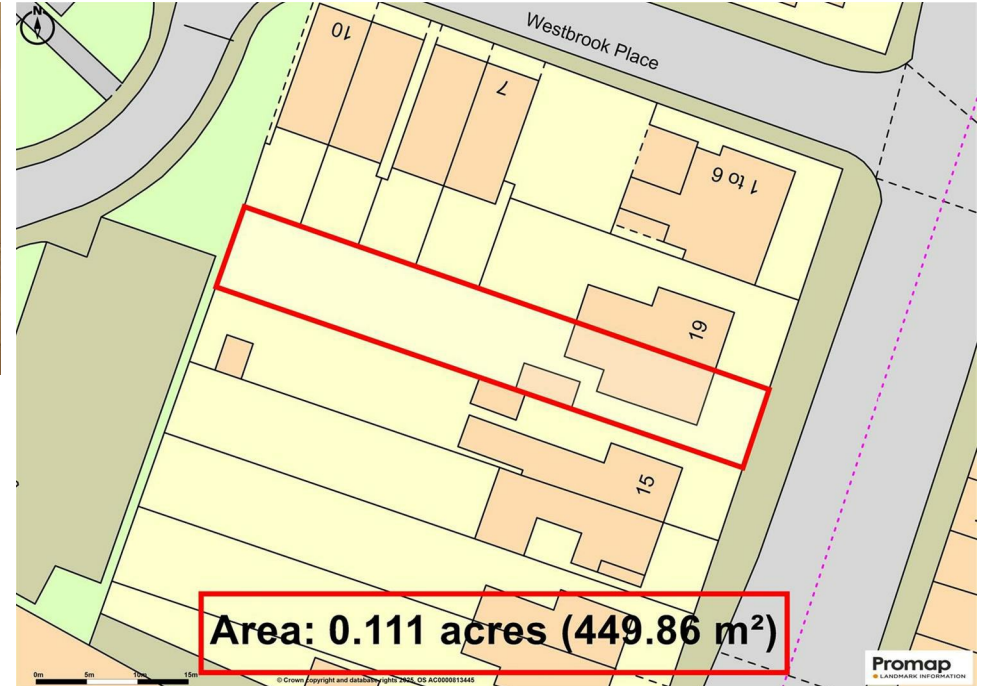 N
Westbrook Place
10
7
1 to 6
19
15
Area: 0.111 acres (449.86 m²)
0m 5m 10m 15m
© Crown copyright and database rights 2025. OS AC0000813445
Promap
LANDMARK INFORMATION